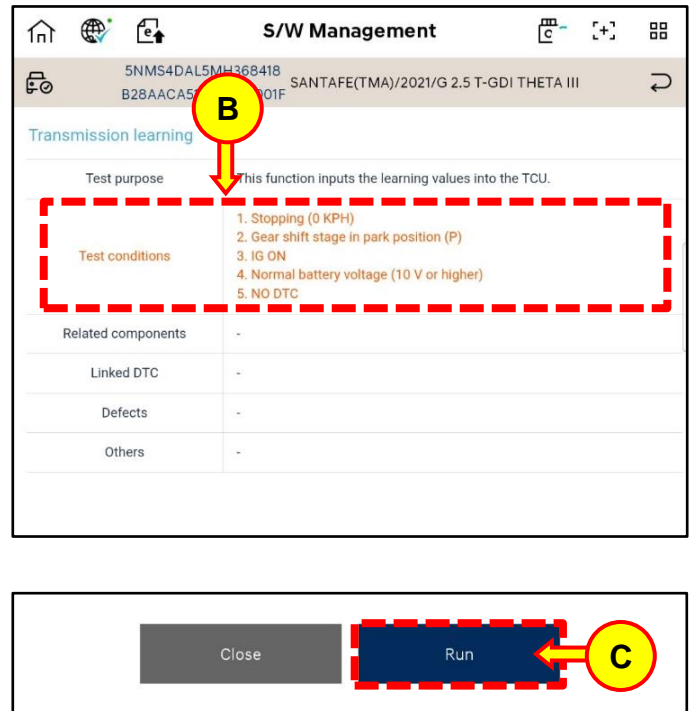 S/W Management
5NMS4DAL5MH368418
SANTAFE(TMA)/2021/G 2.5 T-GDI THETA III
B
Transmission learning
Test purpose
This function inputs the learning values into the TCU.
Test conditions
1. Stopping (0 KPH)
2. Gear shift stage in park position (P)
3. IG ON
4. Normal battery voltage (10 V or higher)
5. NO DTC
Related components -
Linked DTC -
Defects -
Others -
Close
Run
C